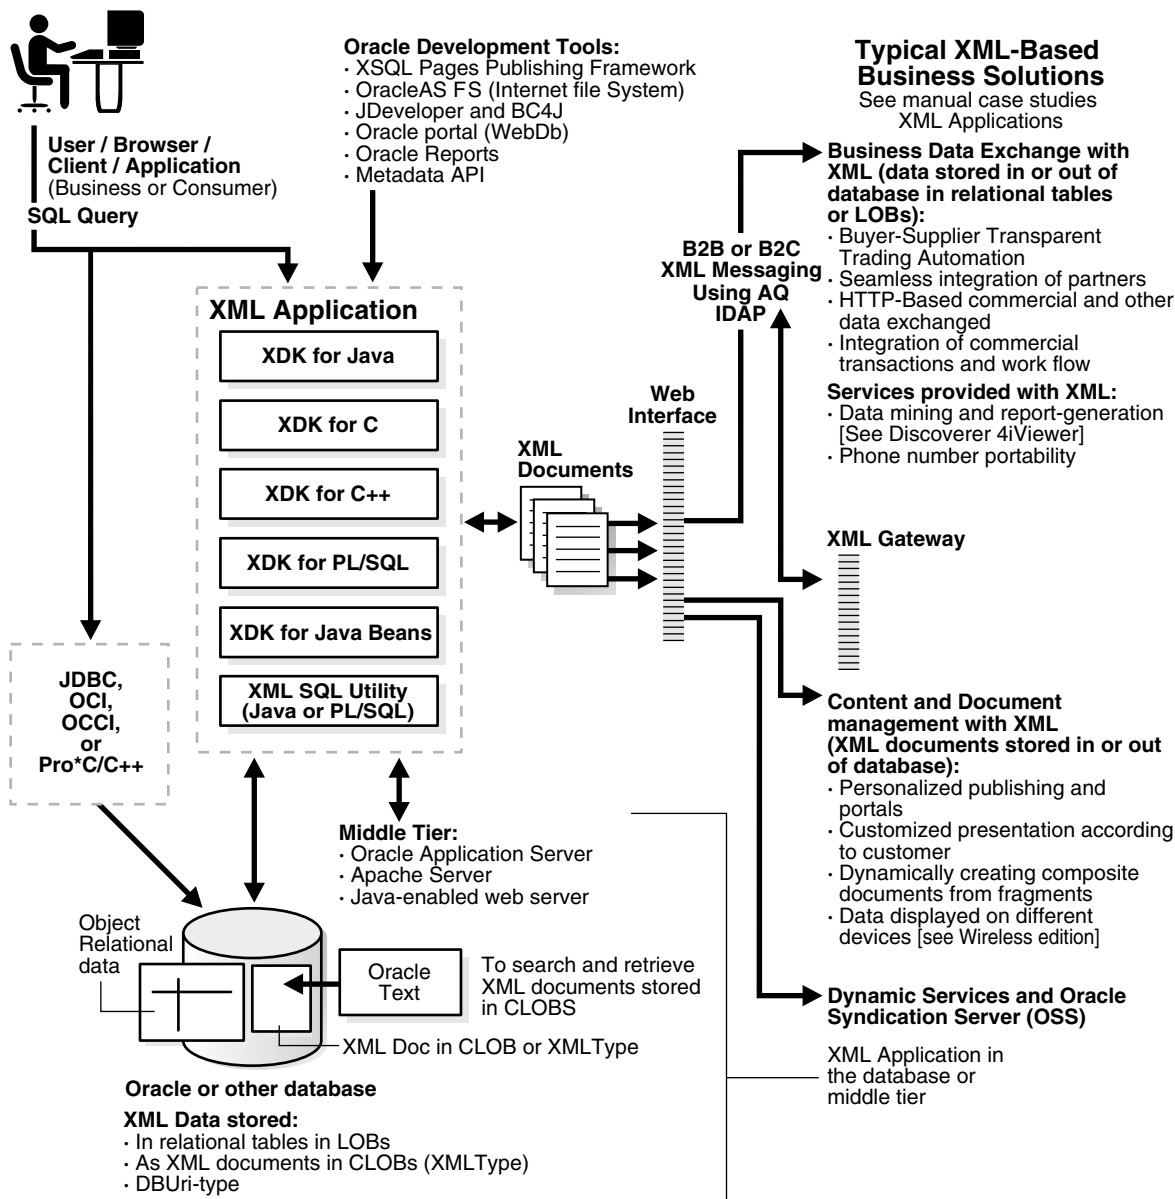 Oracle Development Tools:
· XSQL Pages Publishing Framework
· OracleAS FS (Internet file System)
· JDeveloper and BC4J
· Oracle portal (WebDb)
· Oracle Reports
· Metadata API
Typical XML-Based
Business Solutions
See manual case studies
XML Applications
User / Browser /
Client / Application
(Business or Consumer)
SQL Query
Business Data Exchange with
XML (data stored in or out of
database in relational tables
or LOBs):
· Buyer-Supplier Transparent
Trading Automation
· Seamless integration of partners
· HTTP-Based commercial and other
data exchanged
· Integration of commercial
transactions and work flow
Services provided with XML:
· Data mining and report-generation
[See Discoverer 4iViewer]
· Phone number portability
B2B or B2C
XML Messaging
Using AQ
IDAP
XML Application
XDK for Java
XDK for C
XDK for C++
XDK for PL/SQL
XDK for Java Beans
XML SQL Utility
(Java or PL/SQL)
Web
Interface
XML
Documents
XML Gateway
JDBC,
OCI,
OCCI,
or
Pro*C/C++
Content and Document
management with XML
(XML documents stored in or out
of database):
· Personalized publishing and
portals
· Customized presentation according
to customer
· Dynamically creating composite
documents from fragments
· Data displayed on different
devices [see Wireless edition]
Middle Tier:
· Oracle Application Server
· Apache Server
· Java-enabled web server
Object
Relational
data
Oracle
Text
To search and retrieve
XML documents stored
in CLOBS
XML Doc in CLOB or XMLType
Dynamic Services and Oracle
Syndication Server (OSS)
XML Application in
the database or
middle tier
Oracle or other database
XML Data stored:
· In relational tables in LOBs
· As XML documents in CLOBs (XMLType)
· DBUri-type